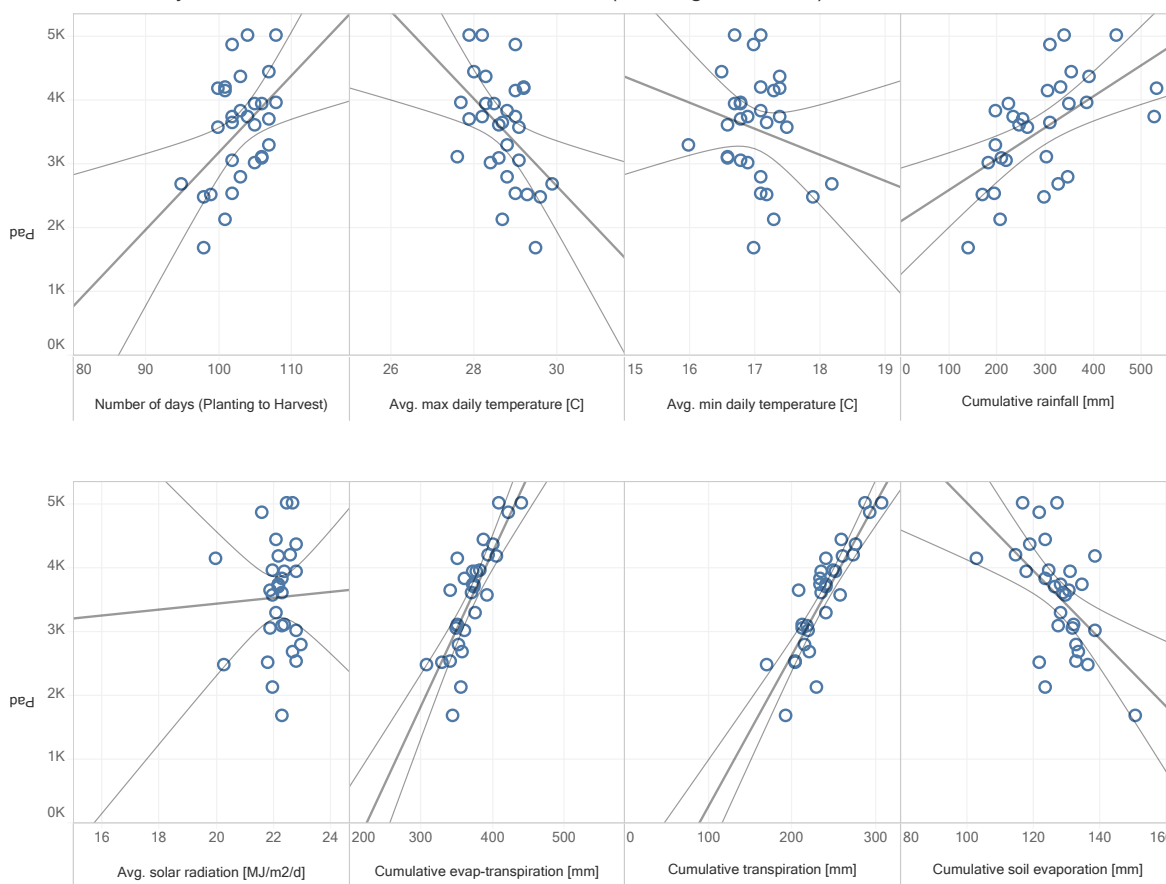 5K
4K
3K
2K
1K
0K
Pad
80 90 100 110
26 28 30
15 16 17 18 19
0 100 200 300 400 500
Number of days (Planting to Harvest)
Avg. max daily temperature [C]
Avg. min daily temperature [C]
Cumulative rainfall [mm]
5K
4K
3K
2K
1K
0K
Pad
16 18 20 22 24
200 300 400 500
0 100 200 300
80 100 120 140 160
Avg. solar radiation [MJ/m2/d]
Cumulative evap-transpiration [mm]
Cumulative transpiration [mm]
Cumulative soil evaporation [mm]